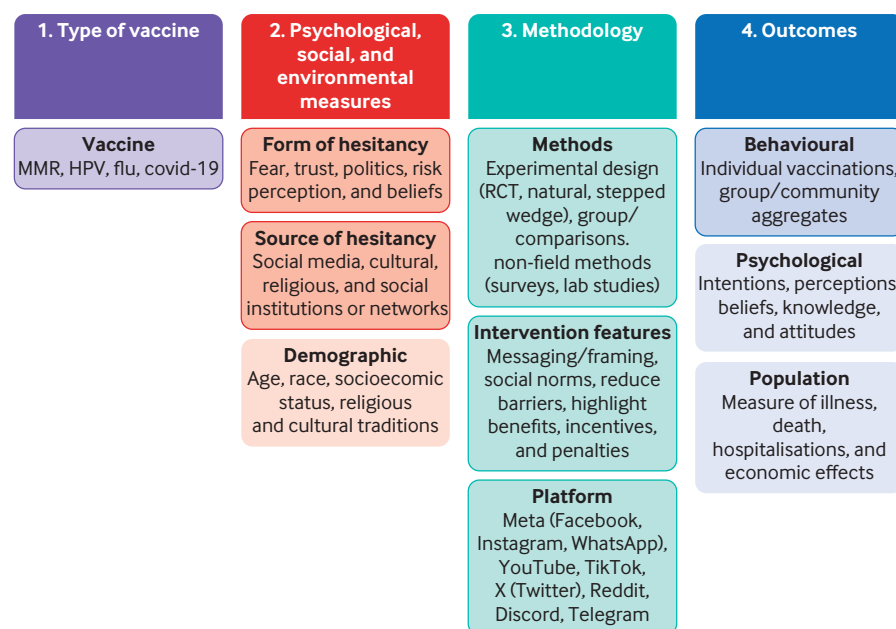 1. Type of vaccine
Vaccine
MMR, HPV, flu, covid-19
2. Psychological,
social, and
environmental
measures
Form of hesitancy
Fear, trust, politics, risk
perception, and beliefs
Source of hesitancy
Social media, cultural,
religious, and social
institutions or networks
Demographic
Age, race, socioecomic
status, religious
and cultural traditions
3. Methodology
Methods
Experimental design
(RCT, natural, stepped
wedge), group/
comparisons.
non-field methods
(surveys, lab studies)
Intervention features
Messaging/framing,
social norms, reduce
barriers, highlight
benefits, incentives,
and penalties
Platform
Meta (Facebook,
Instagram, WhatsApp),
YouTube, TikTok,
X (Twitter), Reddit,
Discord, Telegram
4. Outcomes
Behavioural
Individual vaccinations,
group/community
aggregates
Psychological
Intentions, perceptions,
beliefs, knowledge,
and attitudes
Population
Measure of illness,
death,
hospitalisations, and
economic effects